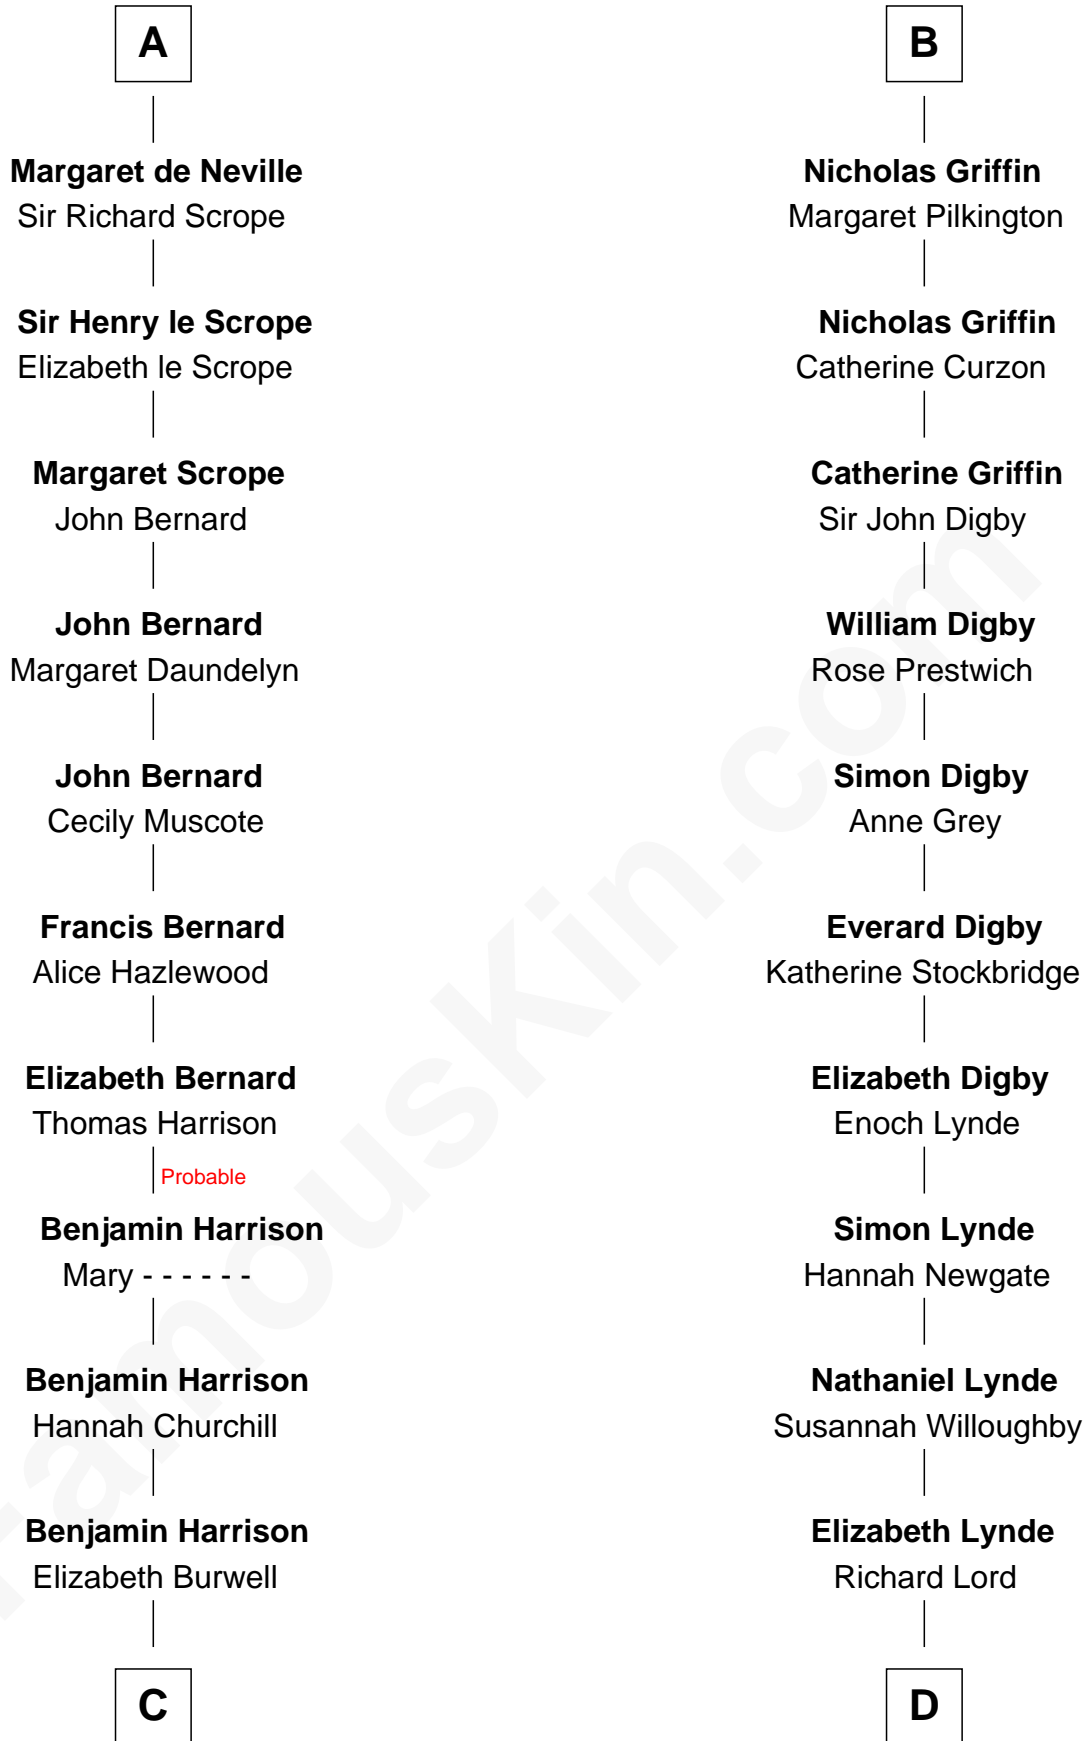 A
Margaret de Neville
Sir Richard Scrope
Sir Henry le Scrope
Elizabeth le Scrope
Margaret Scrope
John Bernard
John Bernard
Margaret Daundelyn
John Bernard
Cecily Muscote
Francis Bernard
Alice Hazlewood
Elizabeth Bernard
Thomas Harrison
Probable
Benjamin Harrison
Mary - - - - - -
Benjamin Harrison
Hannah Churchill
Benjamin Harrison
Elizabeth Burwell
C
B
Nicholas Griffin
Margaret Pilkington
Nicholas Griffin
Catherine Curzon
Catherine Griffin
Sir John Digby
William Digby
Rose Prestwich
Simon Digby
Anne Grey
Everard Digby
Katherine Stockbridge
Elizabeth Digby
Enoch Lynde
Simon Lynde
Hannah Newgate
Nathaniel Lynde
Susannah Willoughby
Elizabeth Lynde
Richard Lord
D
FamousKin.com